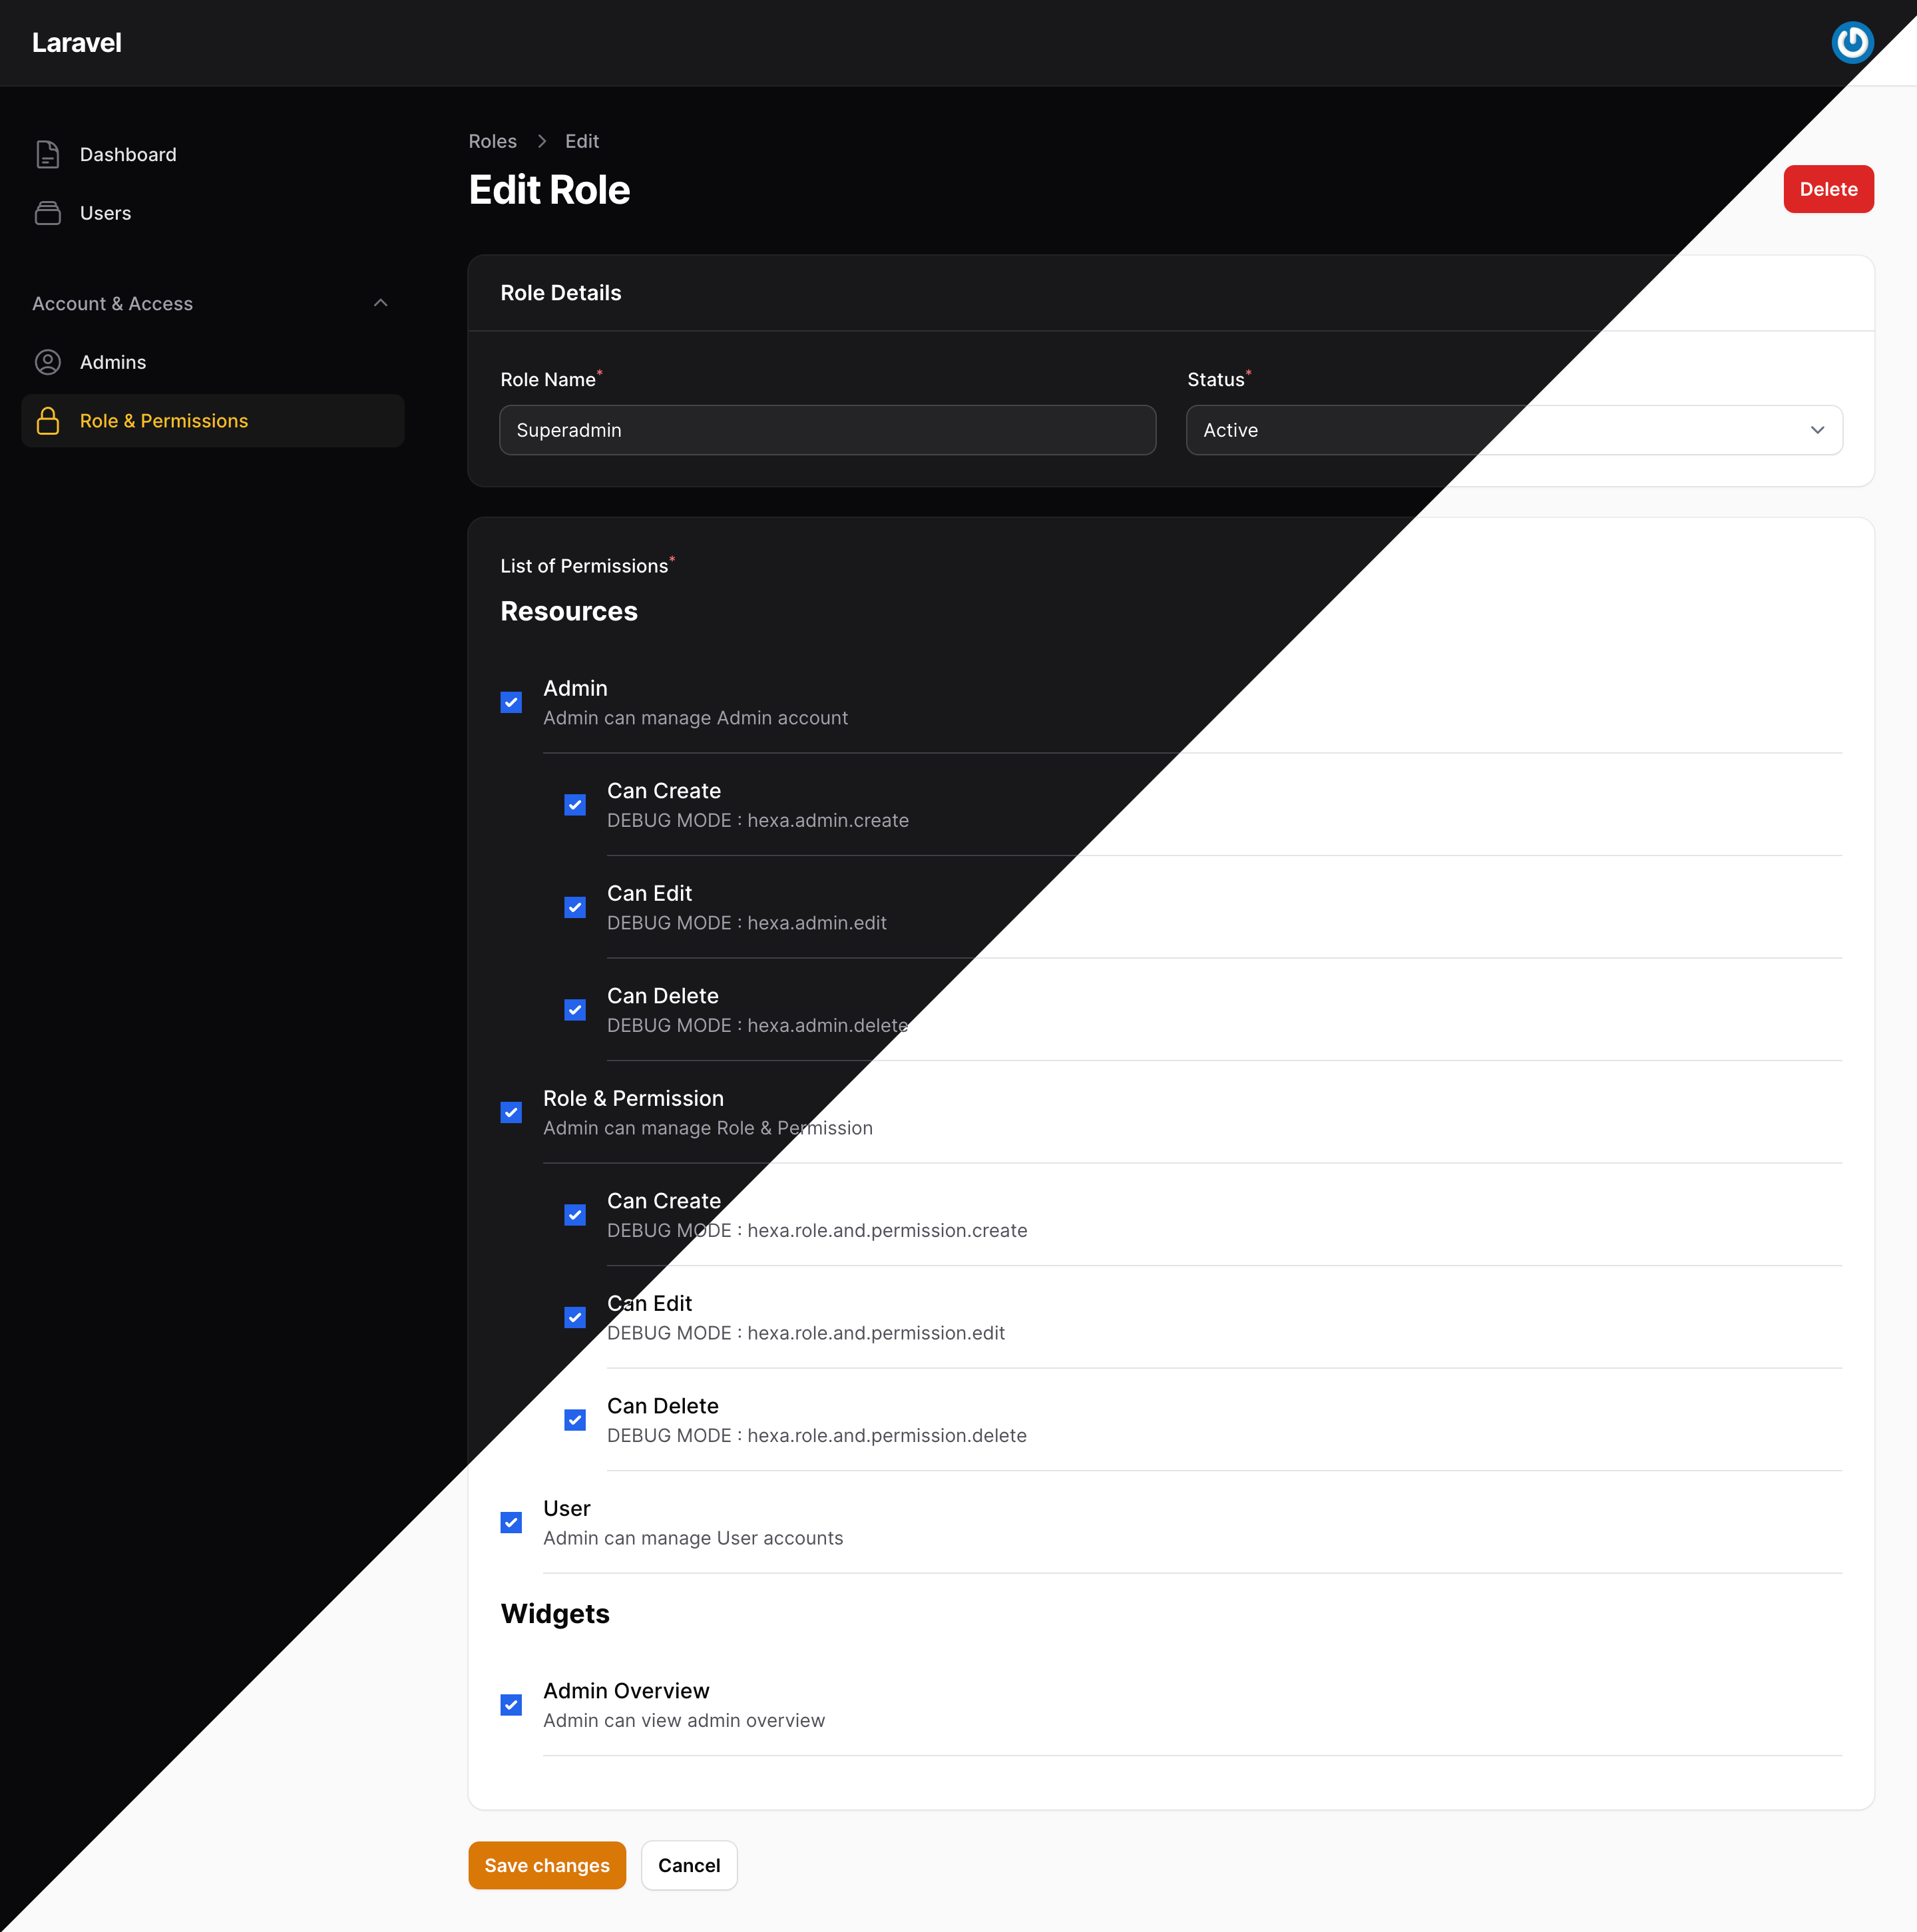 Laravel
Dashboard
Users
Account & Access
Admins
Role & Permissions
Roles > Edit
Edit Role
Delete
Role Details
Role Name*
Status*
Superadmin
Active
List of Permissions*
Resources
Admin
Admin can manage Admin account
Can Create
DEBUG MODE : hexa.admin.create
Can Edit
DEBUG MODE : hexa.admin.edit
Can Delete
DEBUG MODE : hexa.admin.delete
Role & Permission
Admin can manage Role & Permission
Can Create
DEBUG MODE : hexa.role.and.permission.create
Can Edit
DEBUG MODE : hexa.role.and.permission.edit
Can Delete
DEBUG MODE : hexa.role.and.permission.delete
User
Admin can manage User accounts
Widgets
Admin Overview
Admin can view admin overview
Save changes
Cancel